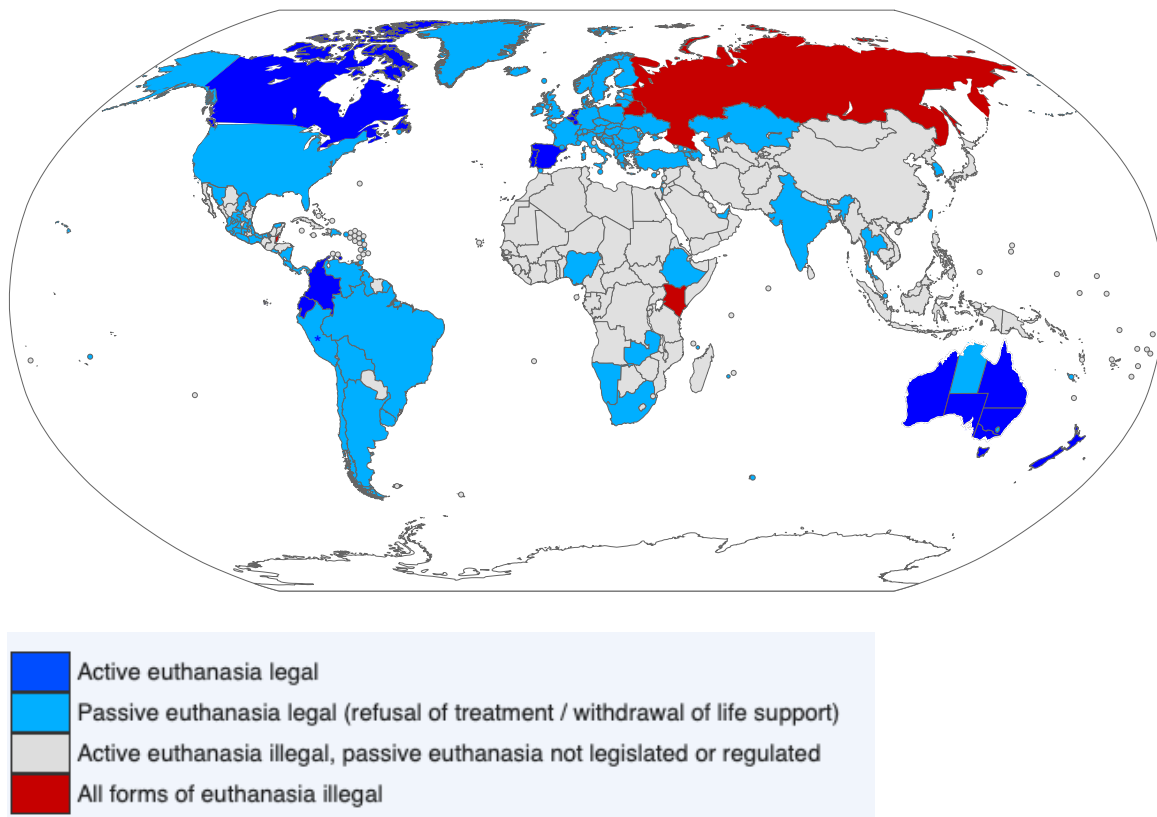 Active euthanasia legal
Passive euthanasia legal (refusal of treatment / withdrawal of life support)
Active euthanasia illegal, passive euthanasia not legislated or regulated
All forms of euthanasia illegal